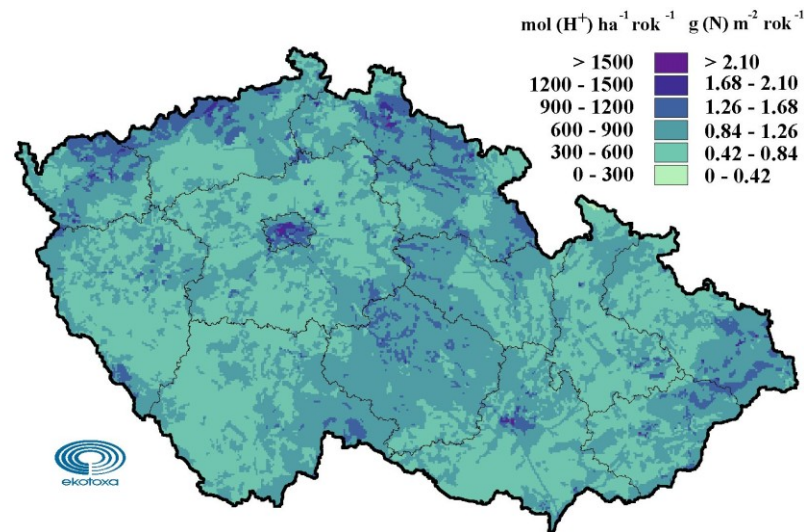 mol (H⁺) ha⁻¹ rok⁻¹ g (N) m⁻² rok⁻¹
> 1500 > 2.10
1200 - 1500 1.68 - 2.10
900 - 1200 1.26 - 1.68
600 - 900 0.84 - 1.26
300 - 600 0.42 - 0.84
0 - 300 0 - 0.42
ekotoxa